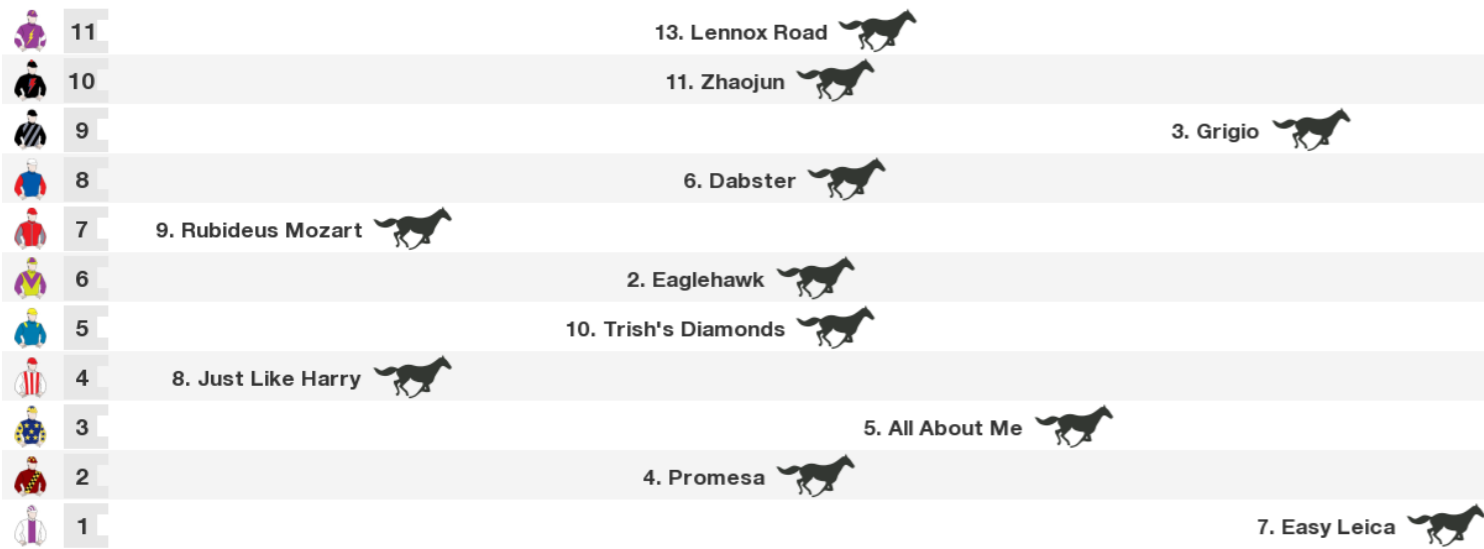 11 13. Lennox Road
10 11. Zhaojun
9 3. Grigio
8 6. Dabster
7 9. Rubideus Mozart
6 2. Eaglehawk
5 10. Trish's Diamonds
4 8. Just Like Harry
3 5. All About Me
2 4. Promesa
1 7. Easy Leica